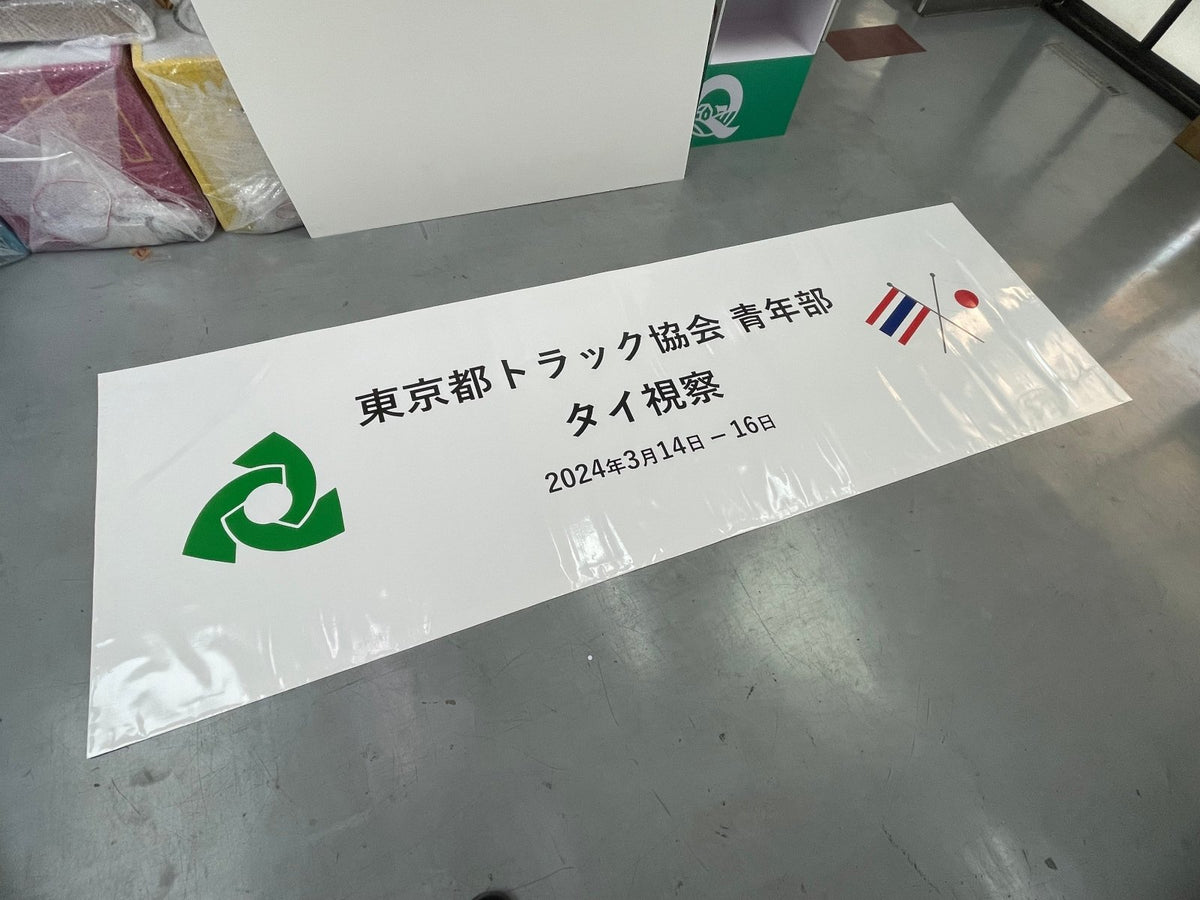 東京都トラック協会 青年部
タイ視察
2024年3月14日 − 16日